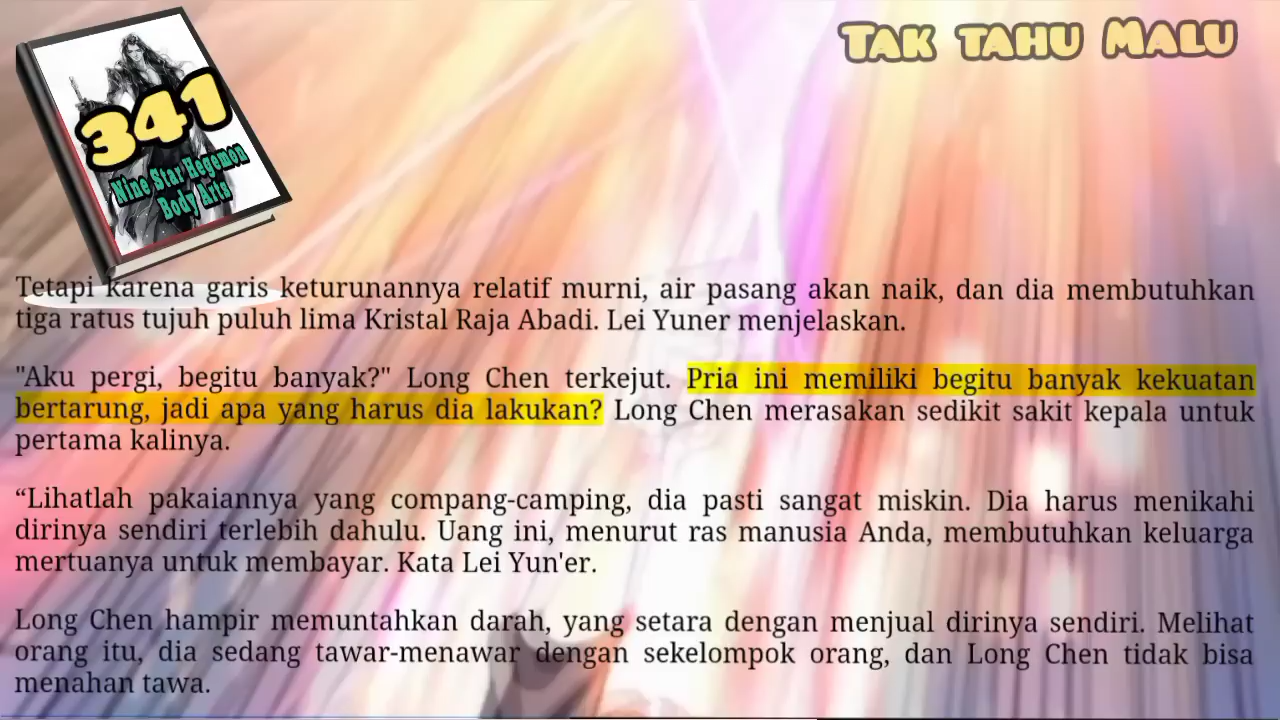 Tak tahu Malu
341
Nine Star Hegemon
Body Arts
Tetapi karena garis keturunannya relatif murni, air pasang akan naik, dan dia membutuhkan
tiga ratus tujuh puluh lima Kristal Raja Abadi. Lei Yuner menjelaskan.
"Aku pergi, begitu banyak?" Long Chen terkejut. Pria ini memiliki begitu banyak kekuatan
bertarung, jadi apa yang harus dia lakukan? Long Chen merasakan sedikit sakit kepala untuk
pertama kalinya.
“Lihatlah pakaiannya yang compang-camping, dia pasti sangat miskin. Dia harus menikahi
dirinya sendiri terlebih dahulu. Uang ini, menurut ras manusia Anda, membutuhkan keluarga
mertuanya untuk membayar. Kata Lei Yun'er.
Long Chen hampir memuntahkan darah, yang setara dengan menjual dirinya sendiri. Melihat
orang itu, dia sedang tawar-menawar dengan sekelompok orang, dan Long Chen tidak bisa
menahan tawa.